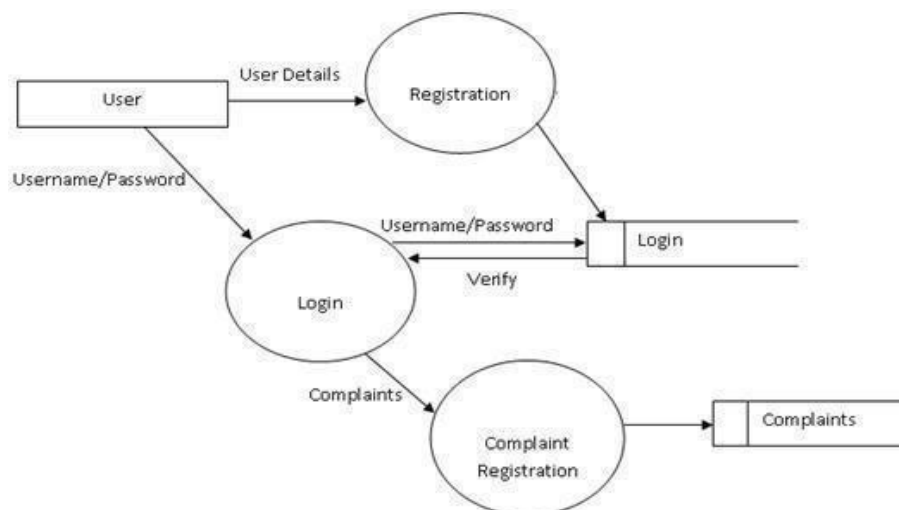 User Details
User
Registration
Username/Password
Username/Password
Login
Verify
Login
Complaints
Complaints
Complaint
Registration